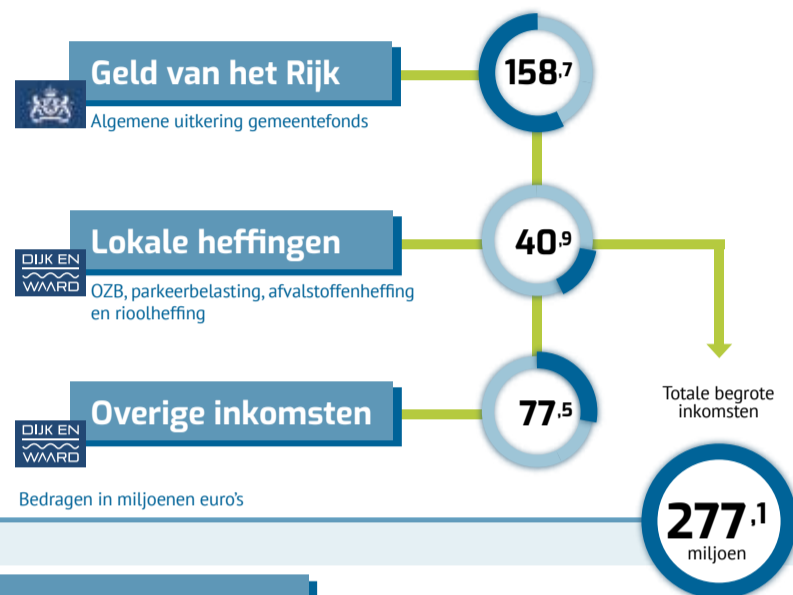 Geld van het Rijk
158,7
Algemene uitkering gemeentefonds
DIJK EN
WAARD
Lokale heffingen
40,9
OZB, parkeerbelasting, afvalstoffenheffing
en rioolheffing
DIJK EN
WAARD
Overige inkomsten
77,5
Totale begrote
inkomsten
Bedragen in miljoenen euro's
277,1
miljoen